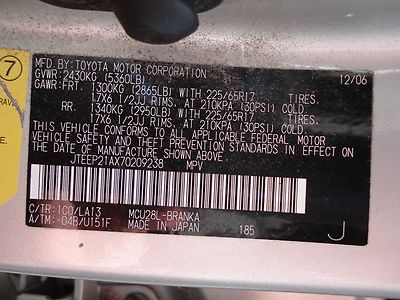 7
RAVE
MFD. BY: TOYOTA MOTOR CORPORATION 12/06
GVWR: 2430KG (5360LB)
GAWR: FRT. 1300KG (2865LB) WITH 225/65R17 TIRES.
17X6 1/2JJ RIMS. AT 210KPA (30PSI) COLD
RR. 1340KG (2950LB) WITH 225/65R17 TIRES.
17X6 1/2JJ RIMS. AT 210KPA (30PSI) COLD
THIS VEHICLE CONFORMS TO ALL APPLICABLE FEDERAL MOTOR
VEHICLE SAFETY AND THEFT PREVENTION STANDARDS IN EFFECT
ON THE DATE OF MANUFACTURE SHOWN ABOVE.
JTEEP21AX70209238 MPV
C/TR: 1C0/LA13 MCU28L-BRANKA
A/TM: -04B/U151F MADE IN JAPAN 185 J